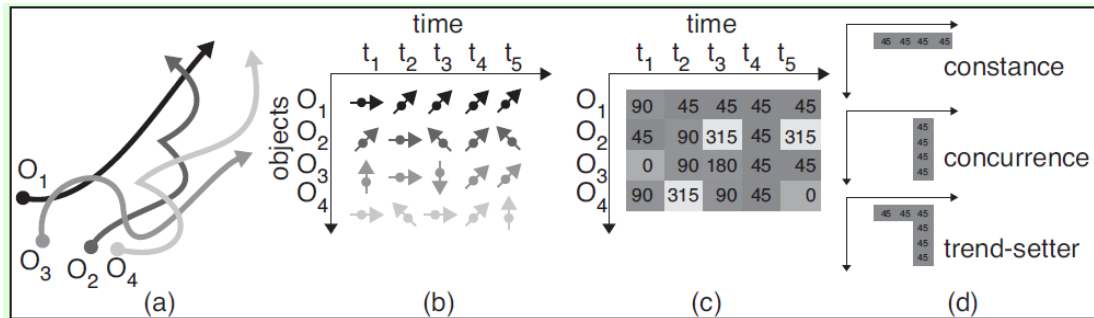 O1
O3
O2
O4
(a)
time
t1 t2 t3 t4 t5
objects
O1
O2
O3
O4
(b)
time
t1 t2 t3 t4 t5
O1 90 45 45 45 45
O2 45 90 315 45 315
O3 0 90 180 45 45
O4 90 315 90 45 0
(c)
45 45 45 45
constance
45
45
45
45
concurrence
45 45 45
45
45
45
trend-setter
(d)